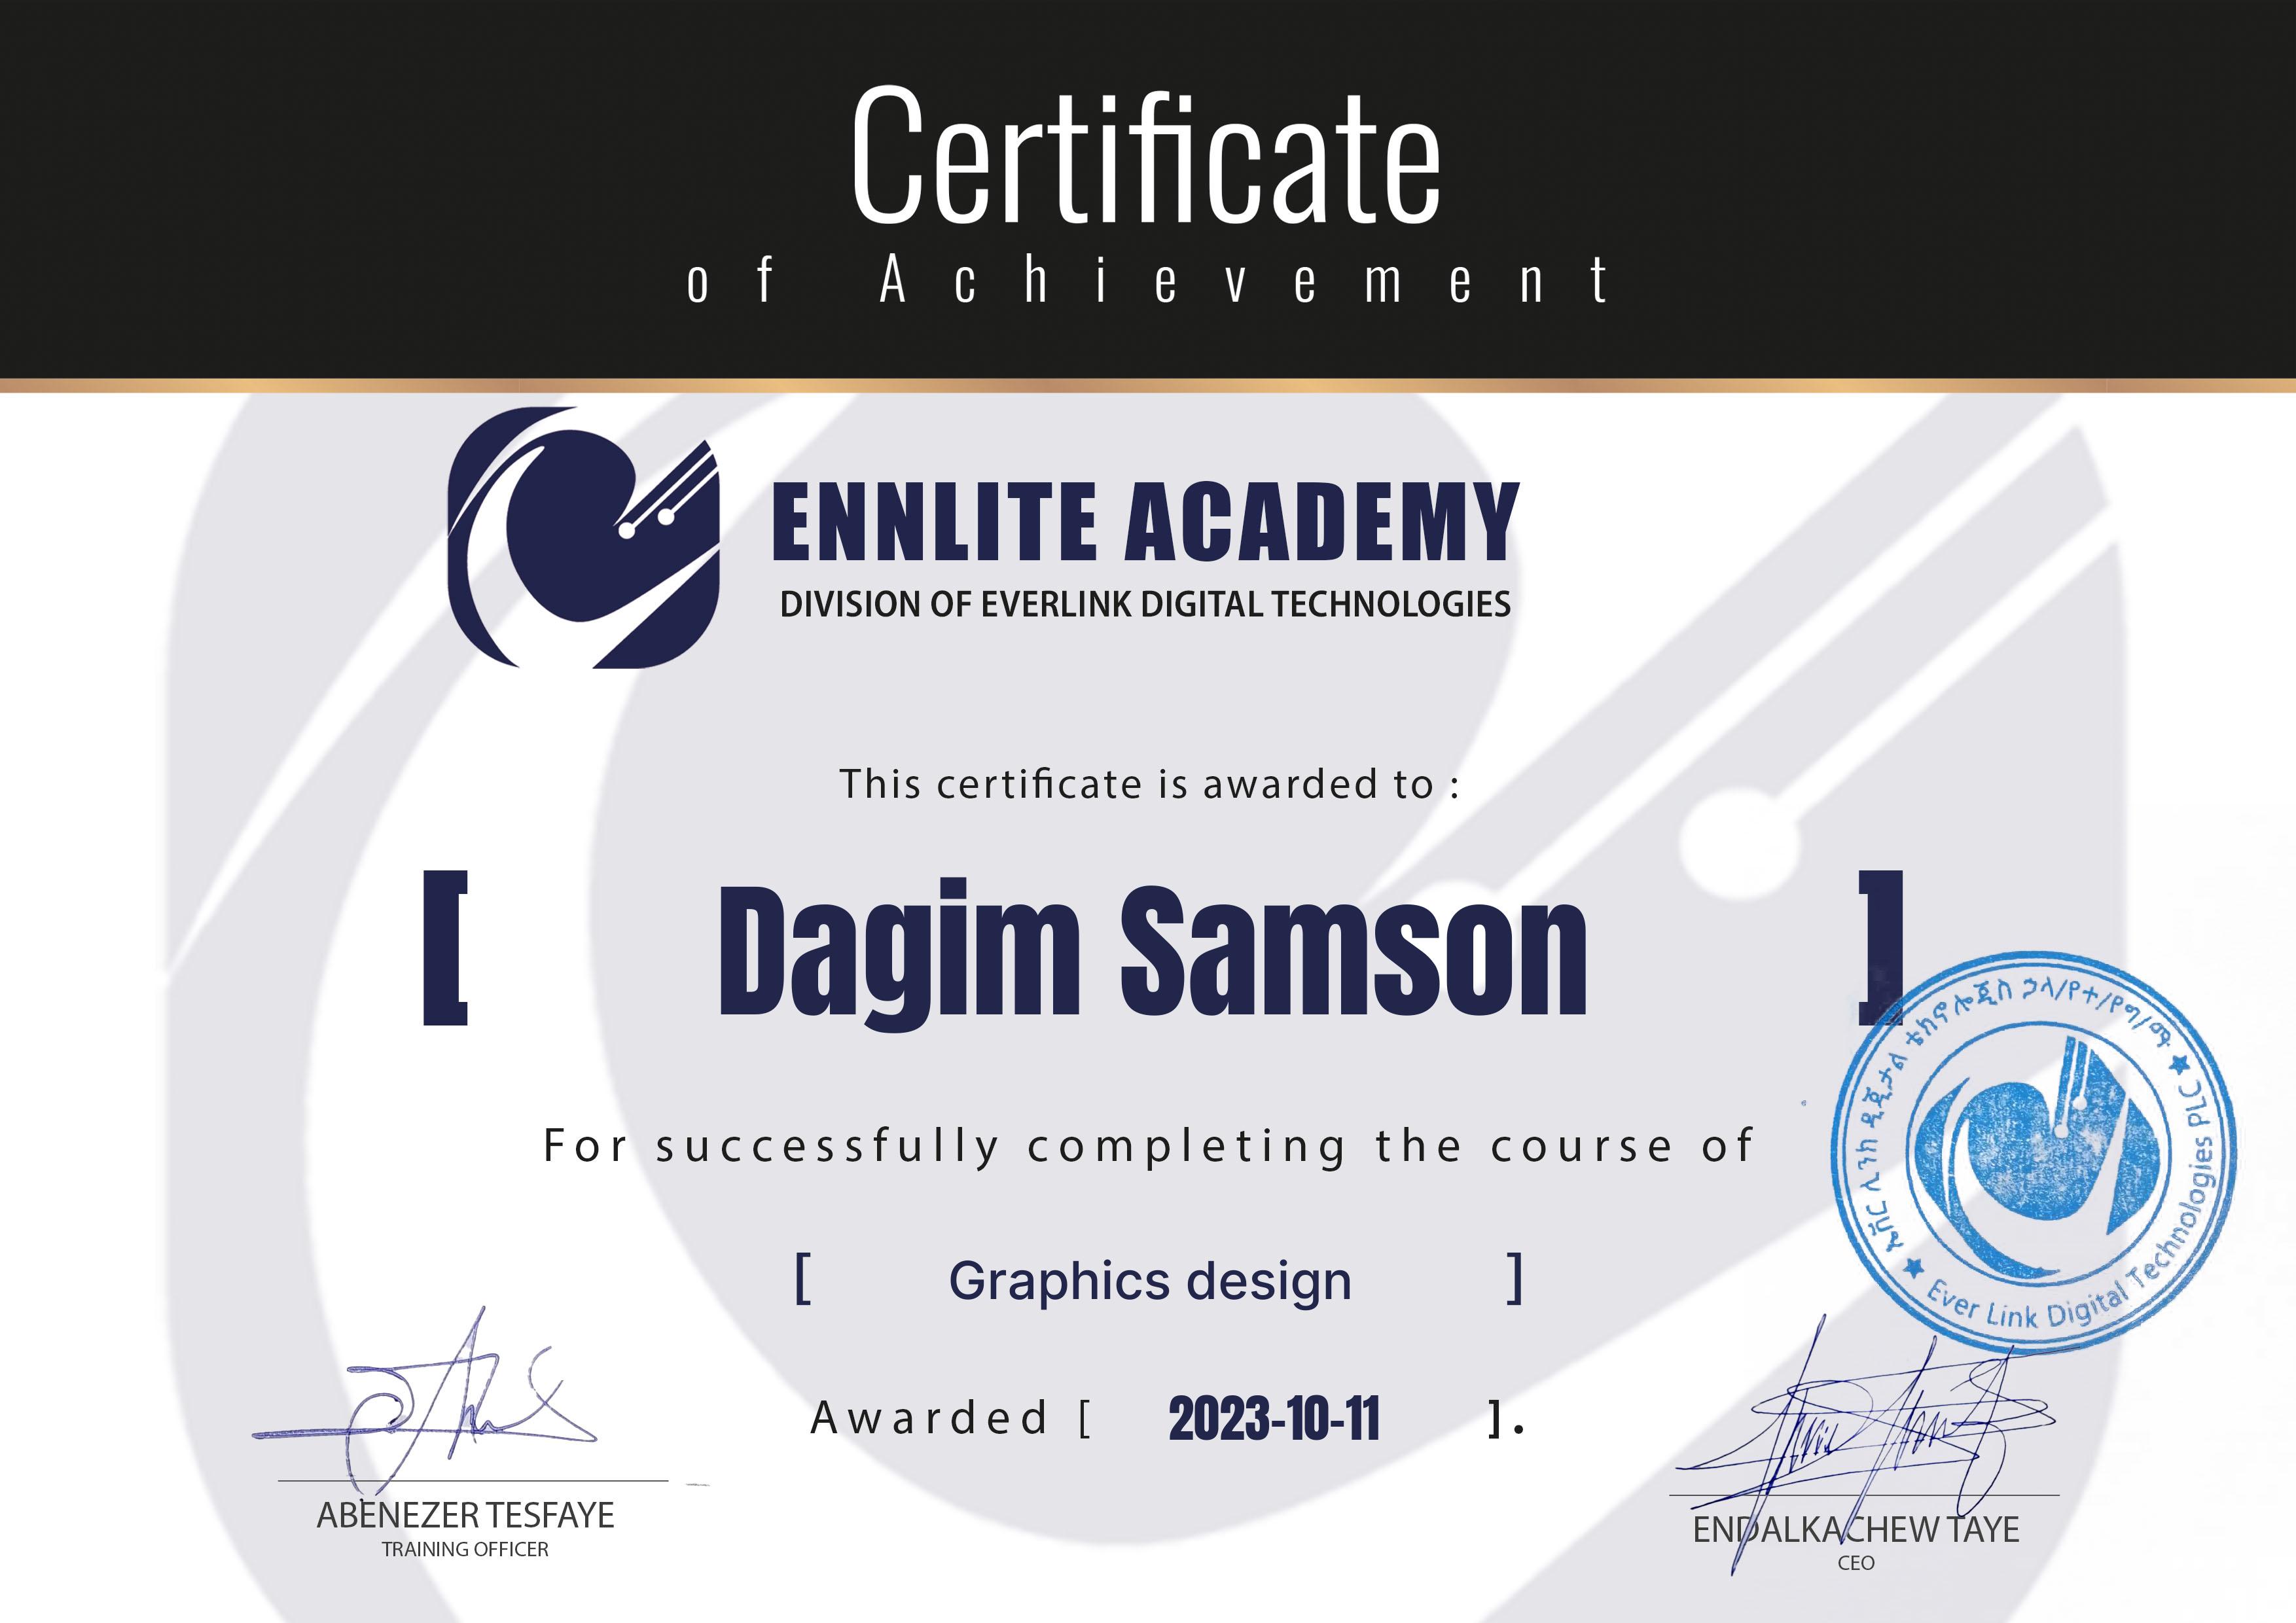 Certificate
of Achievement
ENNLITE ACADEMY
DIVISION OF EVERLINK DIGITAL TECHNOLOGIES
This certificate is awarded to :
[ Dagim Samson ]
For successfully completing the course of
[ Graphics design ]
Awarded [ 2023-10-11 ].
ኤቨር ሊንክ ዲጂታል ቴክኖሎጂስ ኃላ/የተ/የግ/ማ
Ever Link Digital Technologies PLC
ABENEZER TESFAYE
TRAINING OFFICER
ENDALKACHEW TAYE
CEO